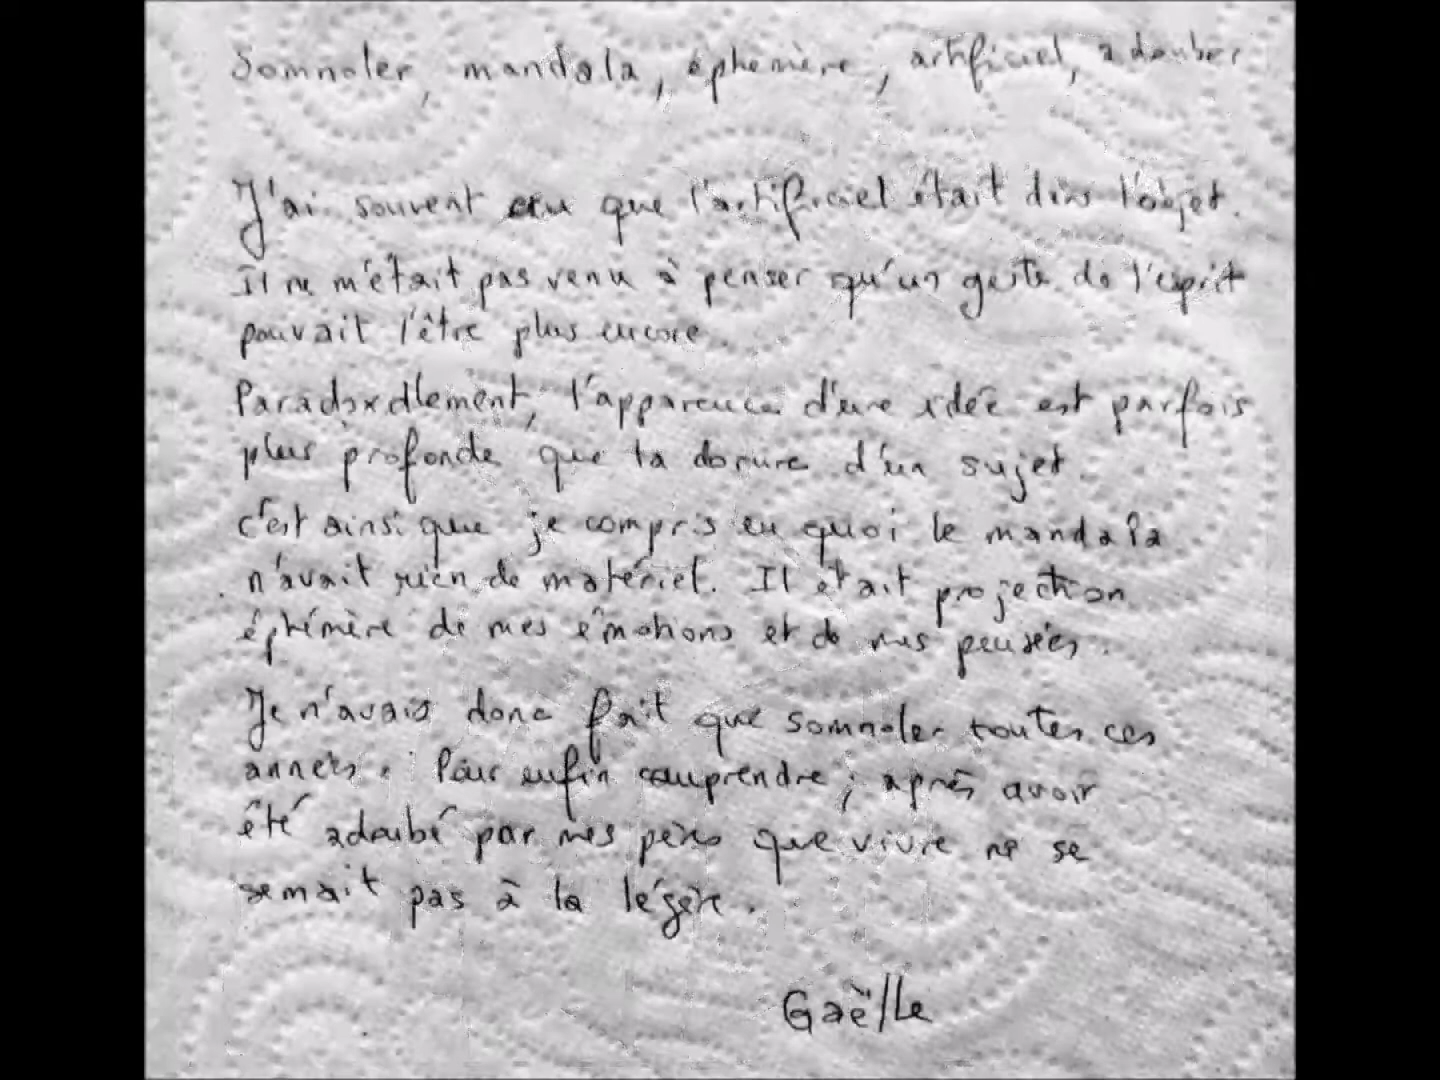 Somnoler, mandala, éphémère, artificiel, adouber
J'ai souvent cru que l'artificiel était dans l'objet.
Il ne m'était pas venu à penser qu'un geste de l'esprit
pouvait l'être plus encore.
Paradoxalement, l'apparence d'une idée est parfois
plus profonde que la dorure d'un sujet.
c'est ainsi que je compris en quoi le mandala
n'avait rien de matériel. Il était projection
éphémère de mes émotions et de mes pensées.
Je n'avais donc fait que somnoler toutes ces
années. Pour enfin comprendre, après avoir
été adoubé par mes pères que vivre ne se
semait pas à la légère.
Gaëlle